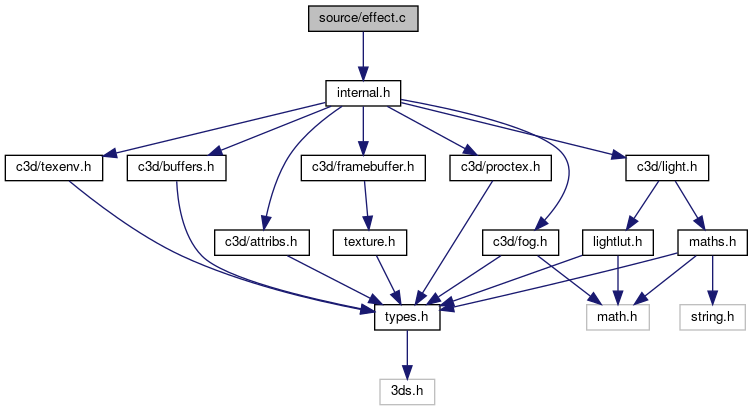 source/effect.c
internal.h
c3d/texenv.h
c3d/buffers.h
c3d/framebuffer.h
c3d/proctex.h
c3d/light.h
c3d/attribs.h
texture.h
c3d/fog.h
lightlut.h
maths.h
types.h
math.h
string.h
3ds.h